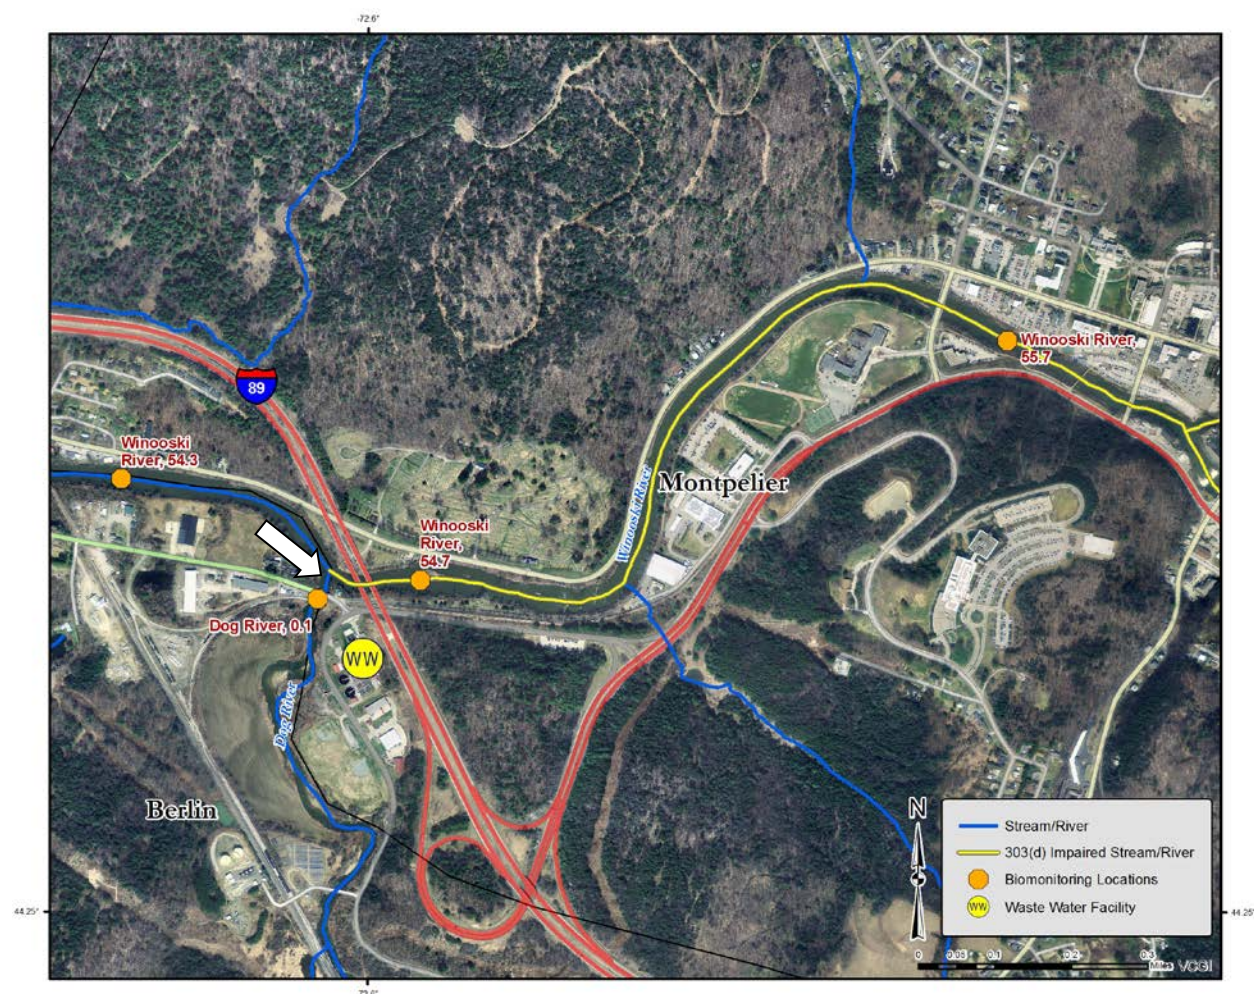 -72.6°
89
Winooski River,
55.7
Winooski
River, 54.3
Montpelier
Winooski River
Winooski
River,
54.7
Dog River, 0.1
WW
Dog River
Berlin
N
Stream/River
303(d) Impaired Stream/River
Biomonitoring Locations
WW
Waste Water Facility
44.25°
44.25°
0
0.05
0.1
0.2
0.3
Miles
VCGI